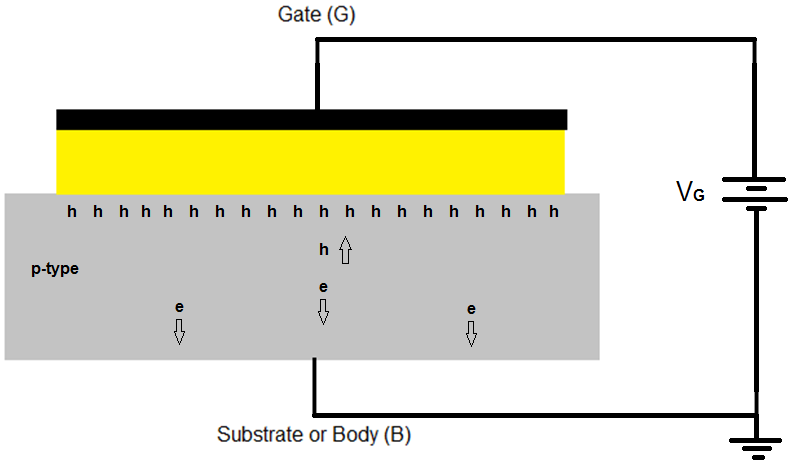 Gate (G)
VG
h h h h h h h h h h h h h h h h h h h h
h
p-type
e
e e
Substrate or Body (B)